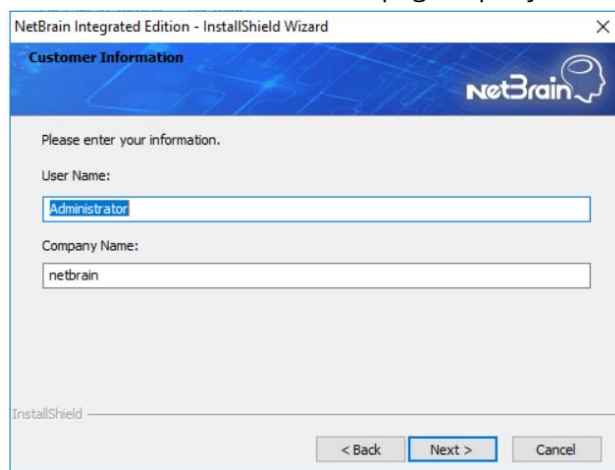 NetBrain Integrated Edition - InstallShield Wizard
Customer Information
NetBrain
Please enter your information.
User Name:
Administrator
Company Name:
netbrain
InstallShield
< Back Next > Cancel